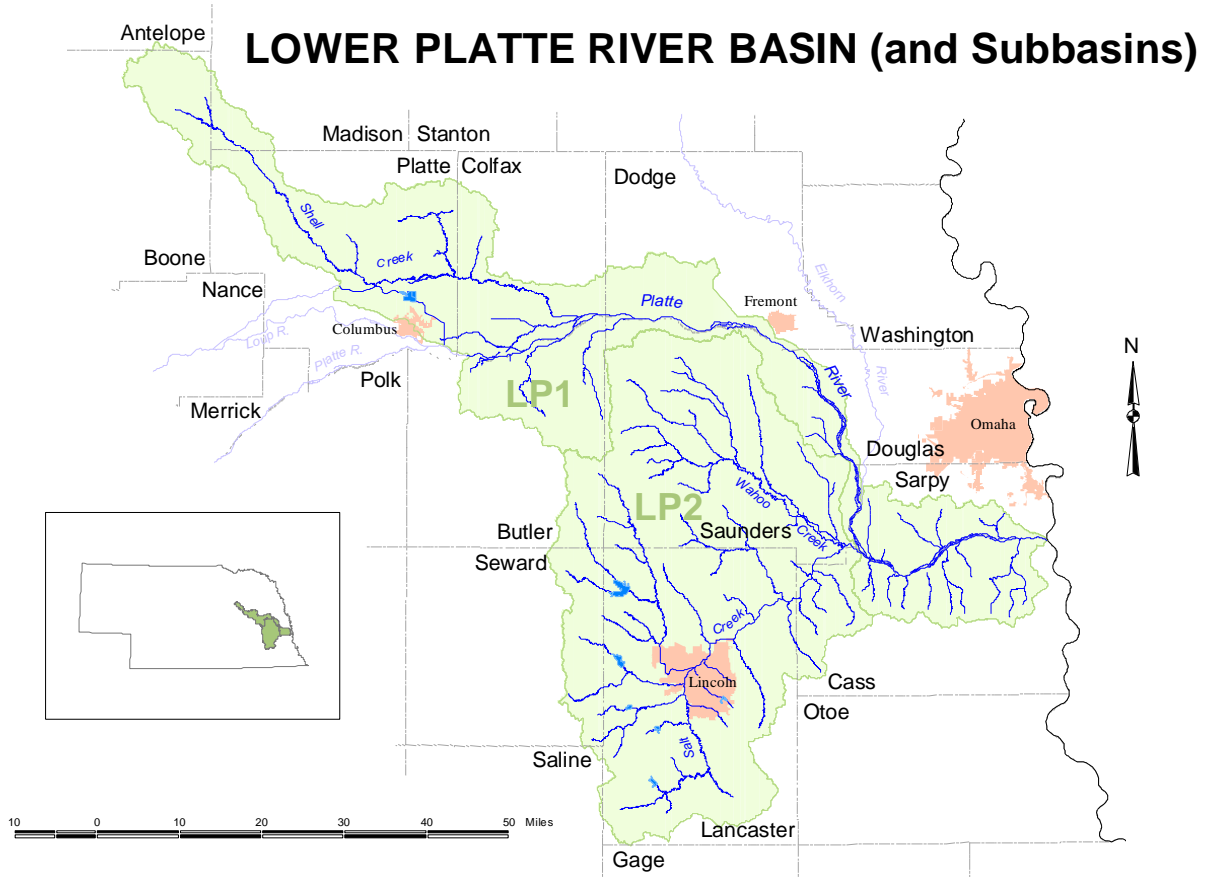 LOWER PLATTE RIVER BASIN (and Subbasins)
Antelope
Madison
Stanton
Platte
Colfax
Dodge
Shell
Creek
Boone
Nance
Elkhorn
River
Platte
River
Fremont
Columbus
Loup R.
Platte R.
Washington
N
Polk
Merrick
LP1
Omaha
Douglas
Sarpy
Wahoo
Creek
LP2
Saunders
Butler
Seward
Creek
Lincoln
Cass
Otoe
Salt
Saline
10 0 10 20 30 40 50 Miles
Lancaster
Gage